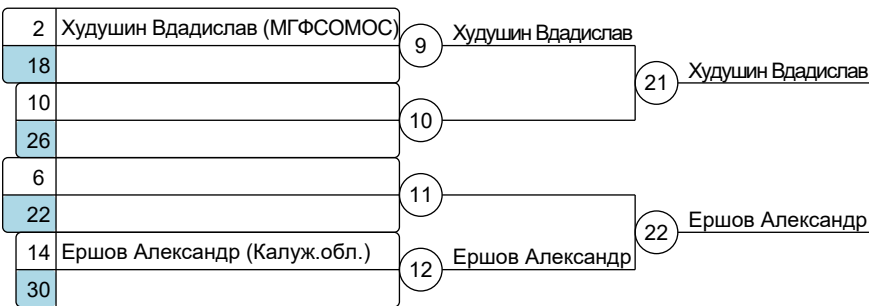 2 Худушин Вдадислав (МГФСОМОС)
9 Худушин Вдадислав
18
21 Худушин Вдадислав
10
10
26
6
11
22
22 Ершов Александр
14 Ершов Александр (Калуж.обл.)
12 Ершов Александр
30